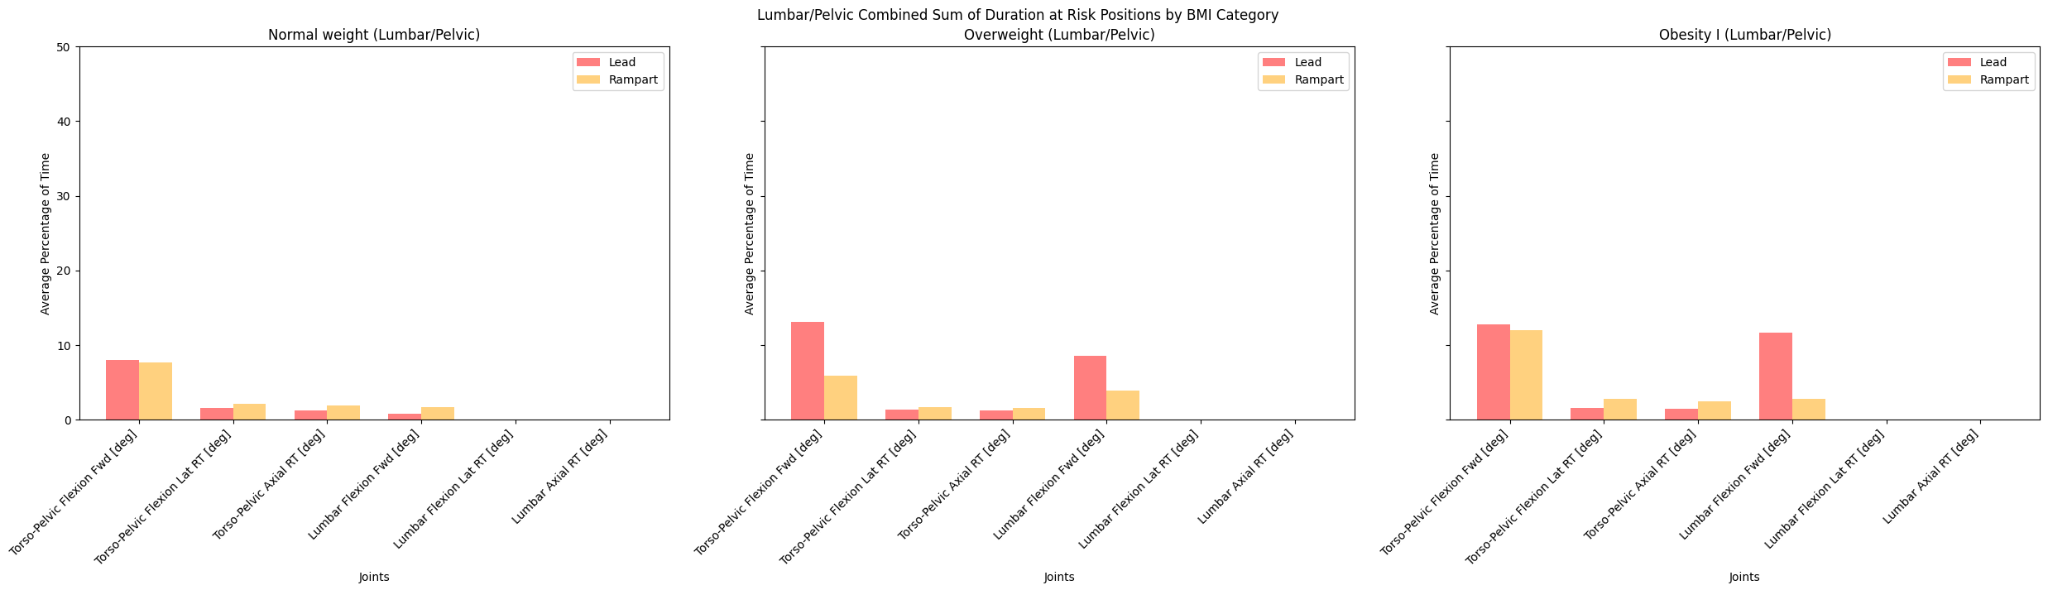 Lumbar/Pelvic Combined Sum of Duration at Risk Positions by BMI Category
Normal weight (Lumbar/Pelvic)
Lead
Rampart
Average Percentage of Time
50
40
30
20
10
0
Torso-Pelvic Flexion Fwd [deg]
Torso-Pelvic Flexion Lat RT [deg]
Torso-Pelvic Axial RT [deg]
Lumbar Flexion Fwd [deg]
Lumbar Flexion Lat RT [deg]
Lumbar Axial RT [deg]
Joints
Overweight (Lumbar/Pelvic)
Lead
Rampart
Average Percentage of Time
Torso-Pelvic Flexion Fwd [deg]
Torso-Pelvic Flexion Lat RT [deg]
Torso-Pelvic Axial RT [deg]
Lumbar Flexion Fwd [deg]
Lumbar Flexion Lat RT [deg]
Lumbar Axial RT [deg]
Joints
Obesity I (Lumbar/Pelvic)
Lead
Rampart
Average Percentage of Time
Torso-Pelvic Flexion Fwd [deg]
Torso-Pelvic Flexion Lat RT [deg]
Torso-Pelvic Axial RT [deg]
Lumbar Flexion Fwd [deg]
Lumbar Flexion Lat RT [deg]
Lumbar Axial RT [deg]
Joints